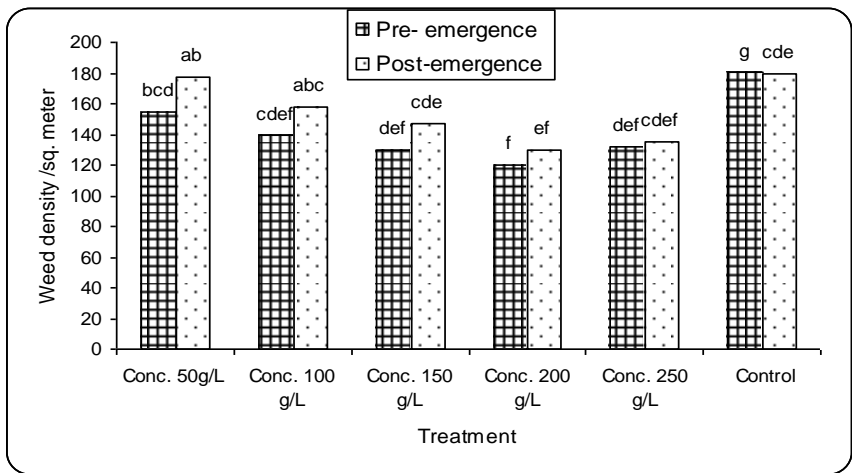 Pre- emergence
Post-emergence
Weed density /sq. meter
200
180
160
140
120
100
80
60
40
20
0
bcd
ab
cdef
abc
def
cde
f
ef
def
cdef
g
cde
Conc. 50g/L
Conc. 100
g/L
Conc. 150
g/L
Conc. 200
g/L
Conc. 250
g/L
Control
Treatment